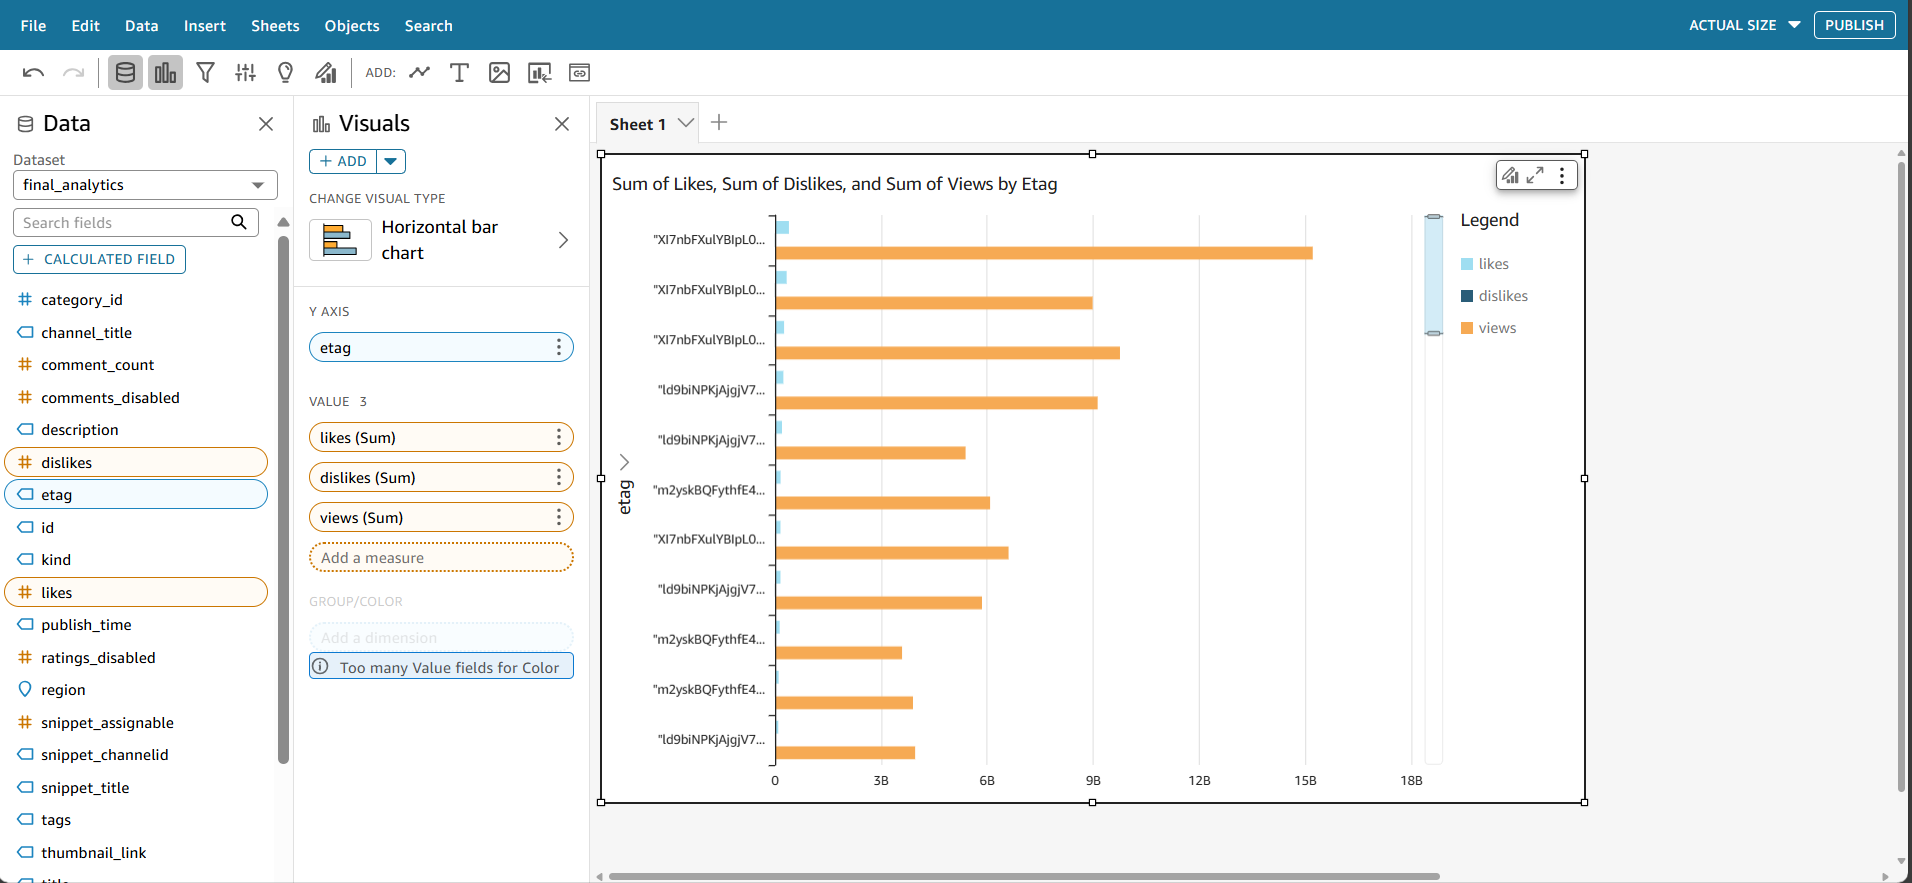 File Edit Data Insert Sheets Objects Search ACTUAL SIZE PUBLISH
ADD:
Data
Dataset
final_analytics
Search fields
+ CALCULATED FIELD
# category_id
channel_title
# comment_count
# comments_disabled
description
# dislikes
etag
id
kind
# likes
publish_time
# ratings_disabled
region
# snippet_assignable
snippet_channelid
snippet_title
tags
thumbnail_link
Visuals
+ ADD
CHANGE VISUAL TYPE
Horizontal bar
chart
Y AXIS
etag
VALUE 3
likes (Sum)
dislikes (Sum)
views (Sum)
Add a measure
GROUP/COLOR
Add a dimension
Too many Value fields for Color
Sheet 1
Sum of Likes, Sum of Dislikes, and Sum of Views by Etag
etag
"XI7nbFXulYBIpL0...
"XI7nbFXulYBIpL0...
"XI7nbFXulYBIpL0...
"ld9biNPKjAjgjV7...
"ld9biNPKjAjgjV7...
"m2yskBQFythfE4...
"XI7nbFXulYBIpL0...
"ld9biNPKjAjgjV7...
"m2yskBQFythfE4...
"m2yskBQFythfE4...
"ld9biNPKjAjgjV7...
0 3B 6B 9B 12B 15B 18B
Legend
likes
dislikes
views